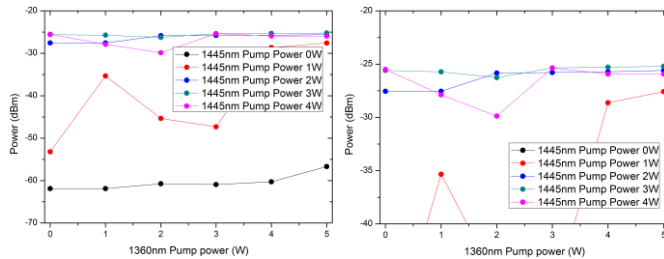 -20
-30
-40
-50
-60
-70
Power (dBm)
1445nm Pump Power 0W
1445nm Pump Power 1W
1445nm Pump Power 2W
1445nm Pump Power 3W
1445nm Pump Power 4W
0 1 2 3 4 5
1360nm Pump power (W)
-20
-25
-30
-35
-40
Power (dBm)
1445nm Pump Power 0W
1445nm Pump Power 1W
1445nm Pump Power 2W
1445nm Pump Power 3W
1445nm Pump Power 4W
0 1 2 3 4 5
1360nm Pump power (W)